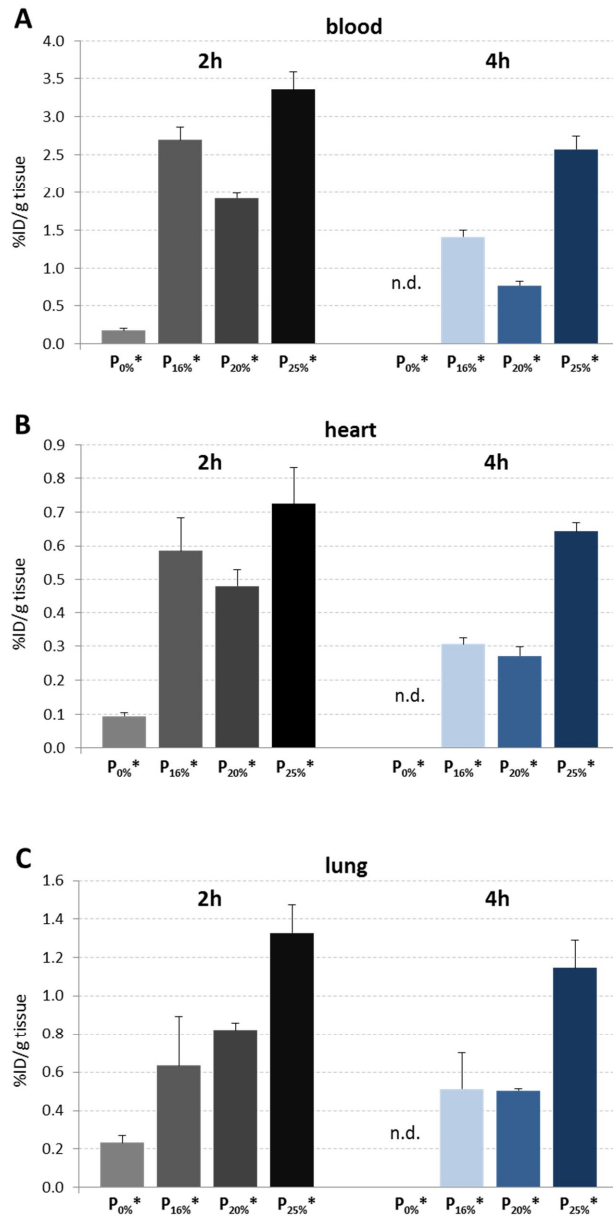 A
blood
2h
4h
%ID/g tissue
4.0
3.5
3.0
2.5
2.0
1.5
1.0
0.5
0.0
n.d.
P0%* P16%* P20%* P25%* P0%* P16%* P20%* P25%*
B
heart
2h
4h
%ID/g tissue
0.9
0.8
0.7
0.6
0.5
0.4
0.3
0.2
0.1
0.0
n.d.
P0%* P16%* P20%* P25%* P0%* P16%* P20%* P25%*
C
lung
2h
4h
%ID/g tissue
1.6
1.4
1.2
1.0
0.8
0.6
0.4
0.2
0.0
n.d.
P0%* P16%* P20%* P25%* P0%* P16%* P20%* P25%*